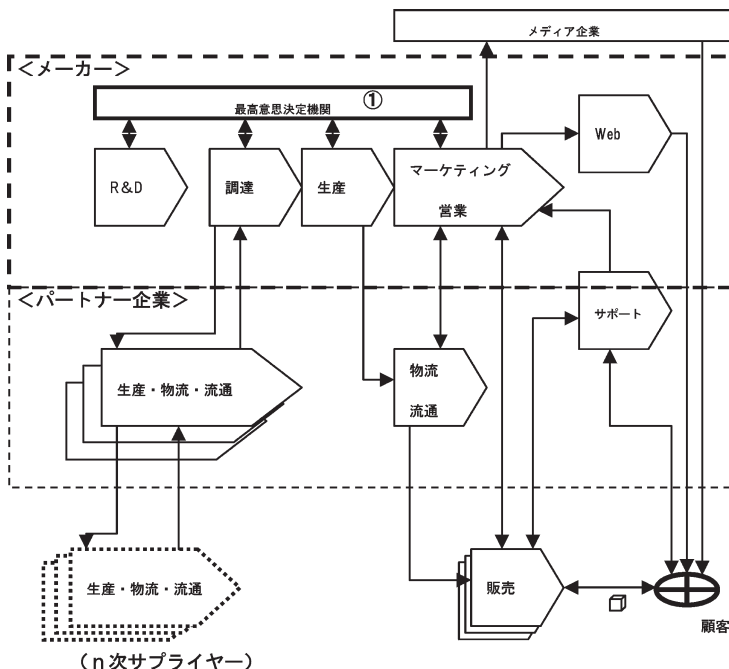 メディア企業
＜メーカー＞
①
最高意思決定機関
R＆D
調達
生産
マーケティング
営業
Web
＜パートナー企業＞
サポート
生産・物流・流通
物流
流通
生産・物流・流通
販売
顧客
（ｎ次サプライヤー）